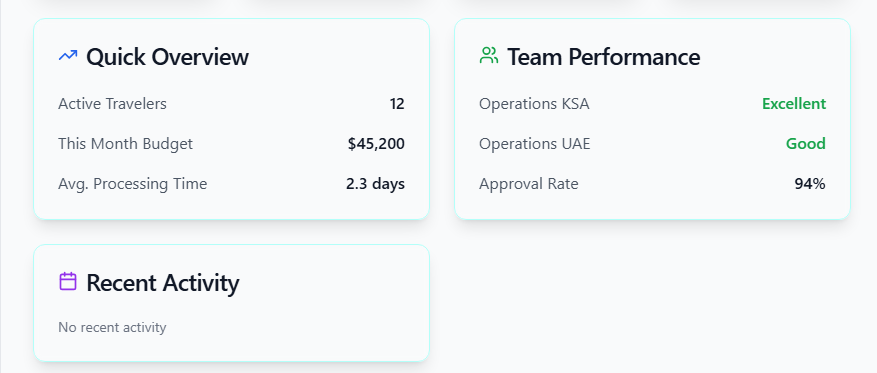 Quick Overview
Active Travelers 12
This Month Budget $45,200
Avg. Processing Time 2.3 days
Team Performance
Operations KSA Excellent
Operations UAE Good
Approval Rate 94%
Recent Activity
No recent activity